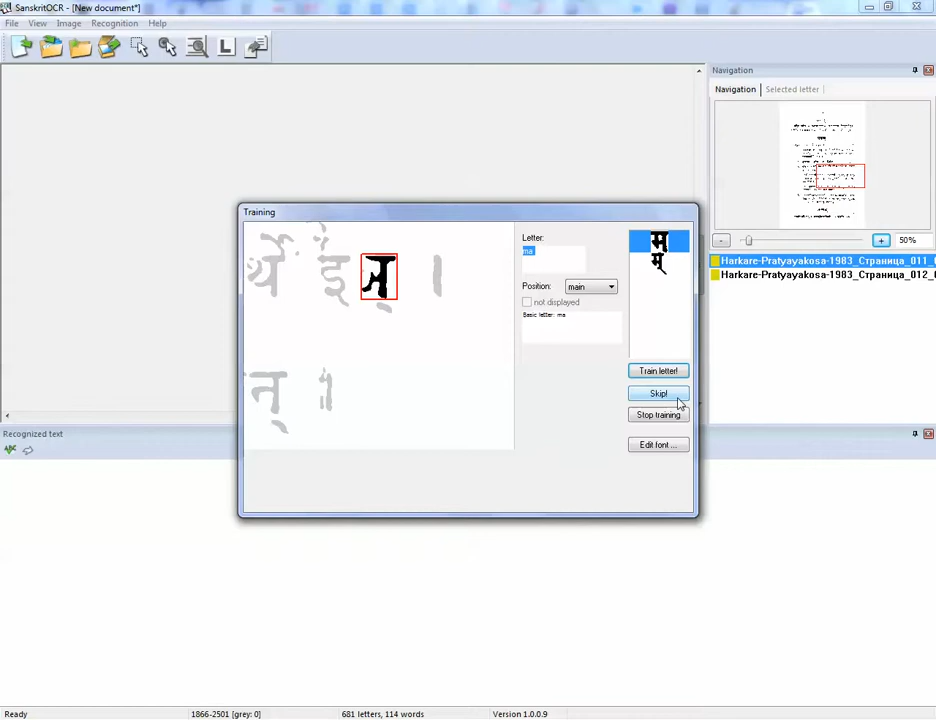 SanskritOCR - [New document*]
File View Image Recognition Help
L
Navigation
Navigation Selected letter
- + 50%
Harkare-Pratyayakosa-1983_Страница_011_
Harkare-Pratyayakosa-1983_Страница_012_
Training
Letter:
ma
Position: main
not displayed
Basic letter: ma
म
म्
Train letter!
Skip!
Stop training
Edit font ...
न् ॥
Recognized text
Ready 1866-2501 [grey: 0] 681 letters, 114 words Version 1.0.0.9